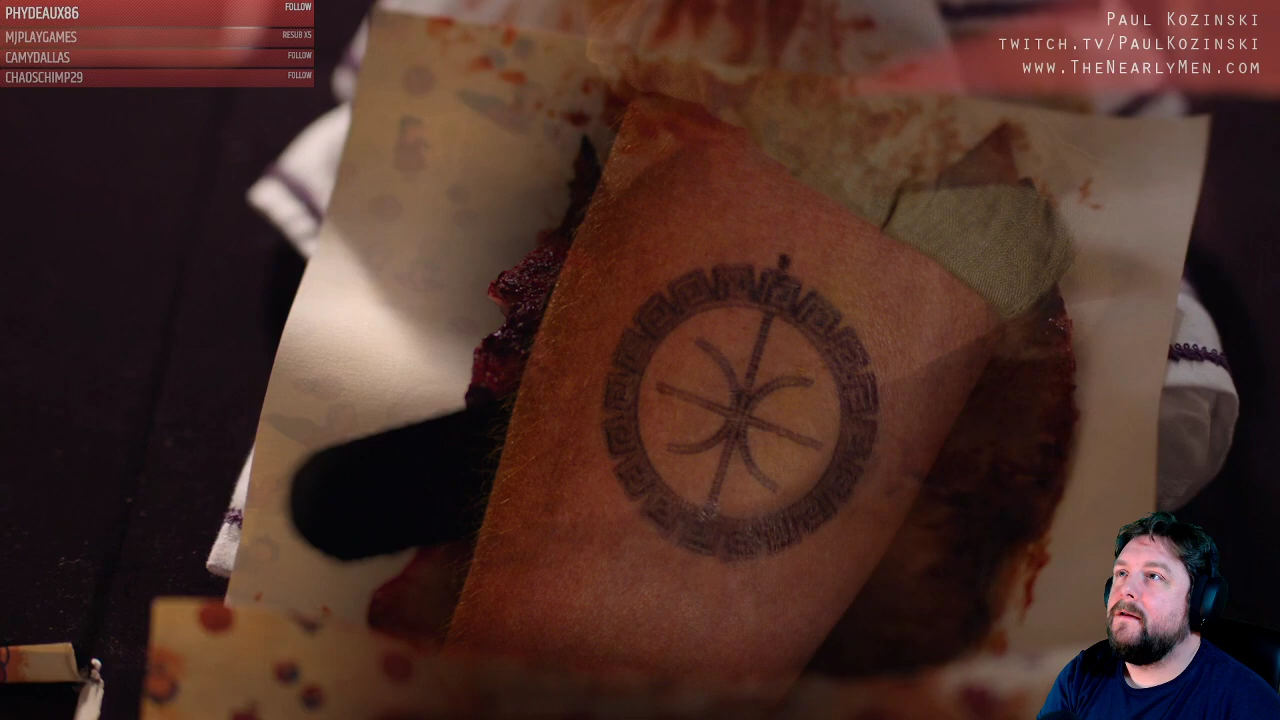 PHYDEAUX86 FOLLOW
MJPLAYGAMES RESUB X5
CAMYDALLAS FOLLOW
CHAOSCHIMP29 FOLLOW
PAUL KOZINSKI
TWITCH.TV/PAULKOZINSKI
WWW.THENEARLYMEN.COM